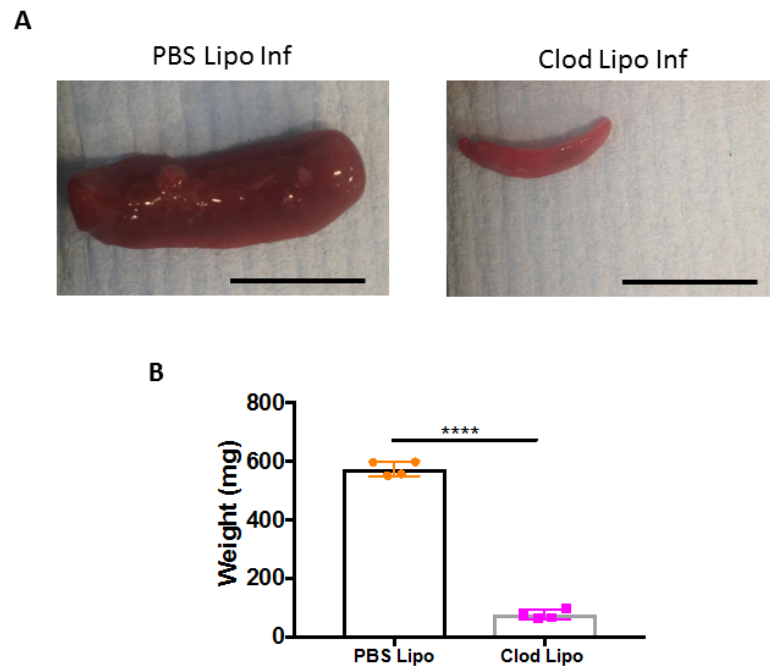 A
PBS Lipo Inf
Clod Lipo Inf
B
800
600
400
200
0
Weight (mg)
****
PBS Lipo
Clod Lipo